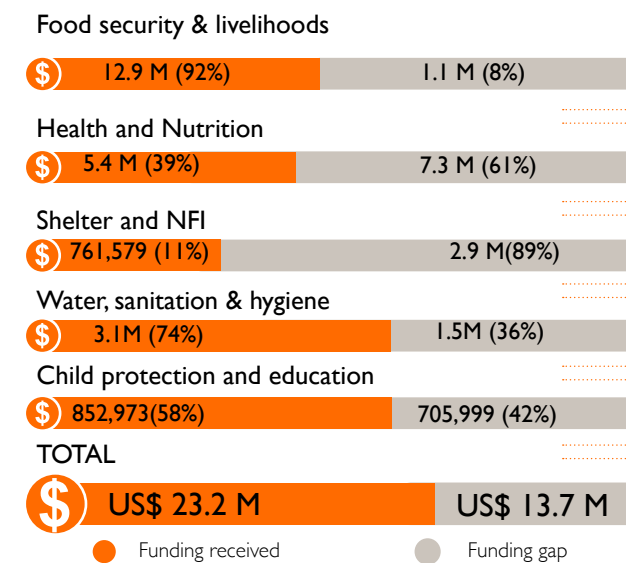 Food security & livelihoods
$ 12.9 M (92%) 1.1 M (8%)
Health and Nutrition
$ 5.4 M (39%) 7.3 M (61%)
Shelter and NFI
$ 761,579 (11%) 2.9 M(89%)
Water, sanitation & hygiene
$ 3.1M (74%) 1.5M (36%)
Child protection and education
$ 852,973(58%) 705,999 (42%)
TOTAL
$ US$ 23.2 M US$ 13.7 M
Funding received Funding gap